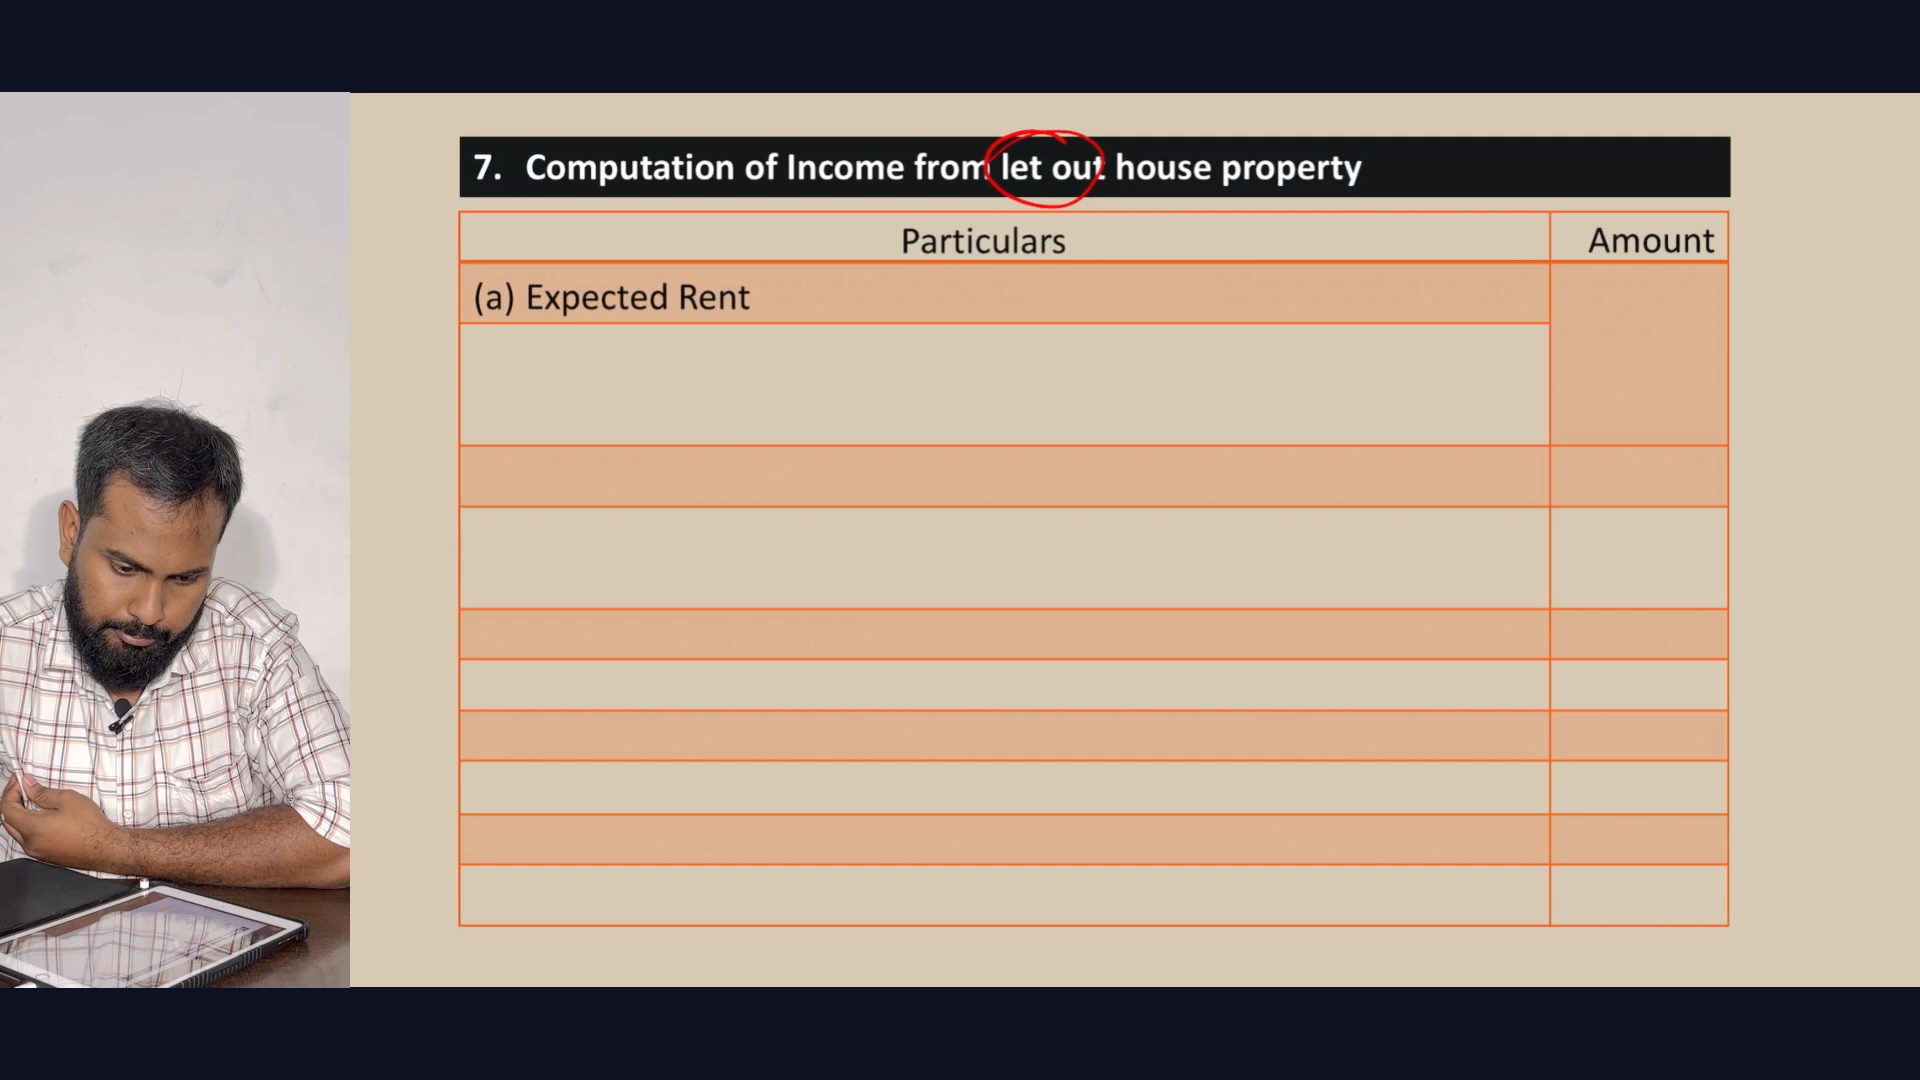 7. Computation of Income from let out house property
Particulars Amount
(a) Expected Rent